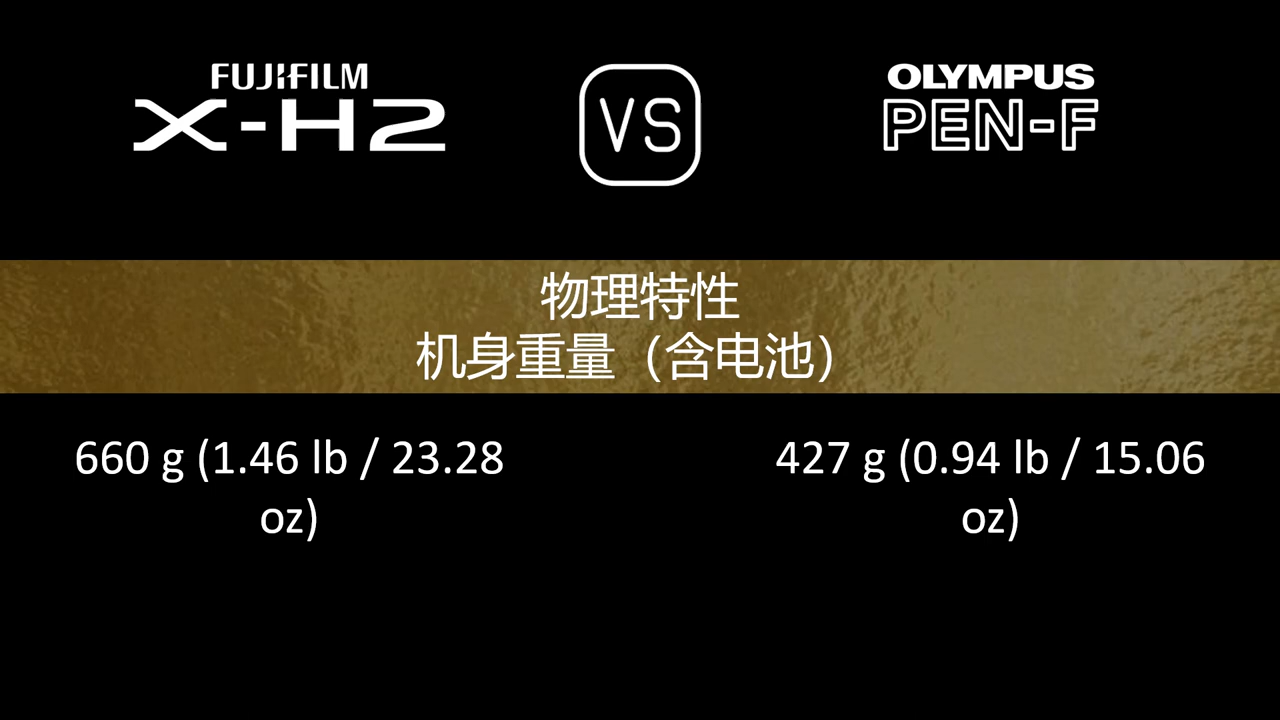 FUJIFILM
X-H2
VS
OLYMPUS
PEN-F
物理特性
机身重量（含电池）
660 g (1.46 lb / 23.28
oz)
427 g (0.94 lb / 15.06
oz)